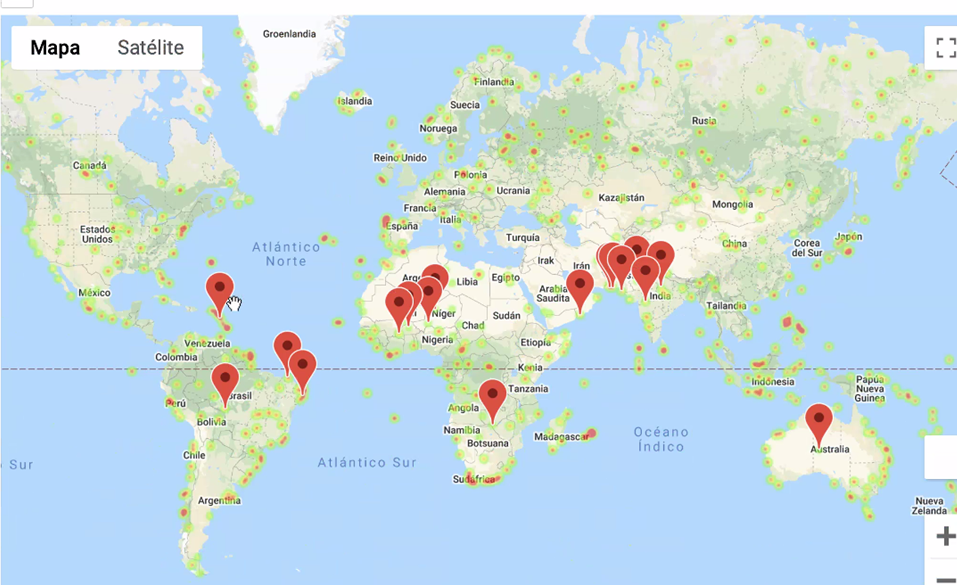 Mapa
Satélite
Groenlandia
Islandia
Finlandia
Suecia
Noruega
Rusia
Reino Unido
Canadá
Polonia
Alemania
Ucrania
Kazajistán
Mongolia
Francia
Italia
España
Estados
Unidos
Turquía
China
Corea
del Sur
Japón
Atlántico
Norte
Irak
Irán
Libia
Egipto
Arabia
Saudita
India
Tailandia
México
Níger
Chad
Sudán
Nigeria
Etiopía
Venezuela
Colombia
Kenia
Tanzania
Indonesia
Papúa
Nueva
Guinea
Perú
Bolivia
Angola
Namibia
Botsuana
Madagascar
Océano
Índico
Australia
Chile
Sur
Atlántico Sur
Sudáfrica
Argentina
Nueva
Zelanda